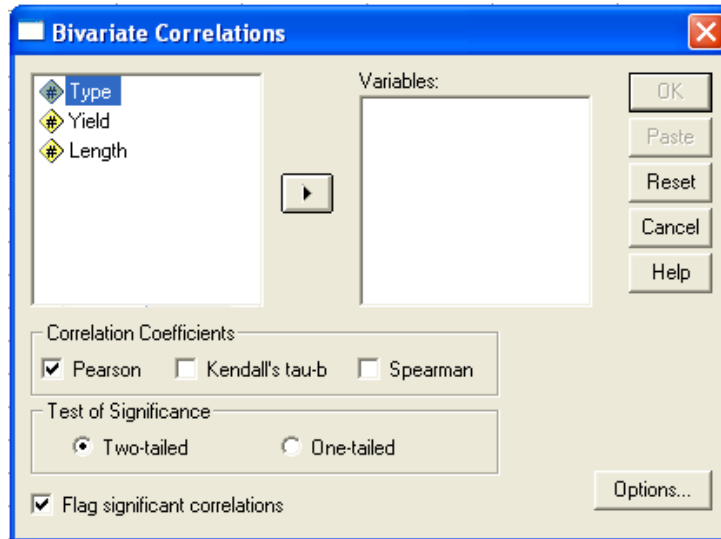 Bivariate Correlations
Type
Yield
Length
Variables:
OK
Paste
Reset
Cancel
Help
Correlation Coefficients
Pearson Kendall's tau-b Spearman
Test of Significance
Two-tailed One-tailed
Flag significant correlations
Options...